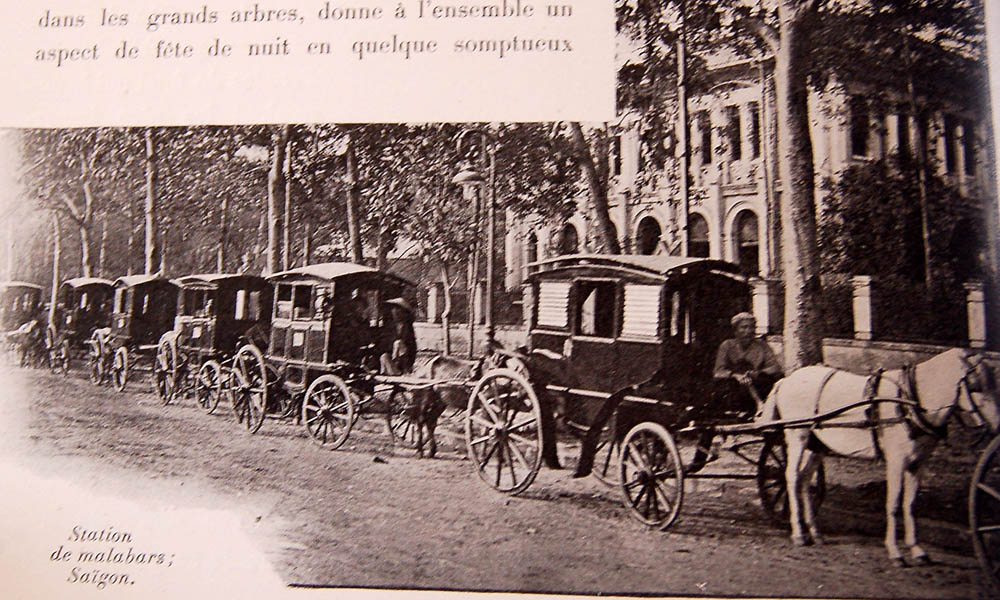 dans les grands arbres, donne à l'ensemble un
aspect de fête de nuit en quelque somptueux
Station
de malabars;
Saïgon.